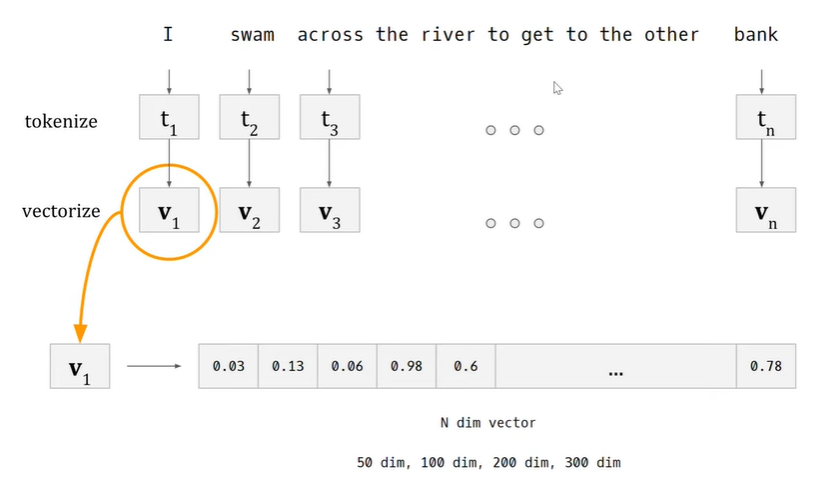 I swam across the river to get to the other bank
tokenize t₁ t₂ t₃ tₙ
vectorize v₁ v₂ v₃ vₙ
v₁ 0.03 0.13 0.06 0.98 0.6 ... 0.78
N dim vector
50 dim, 100 dim, 200 dim, 300 dim